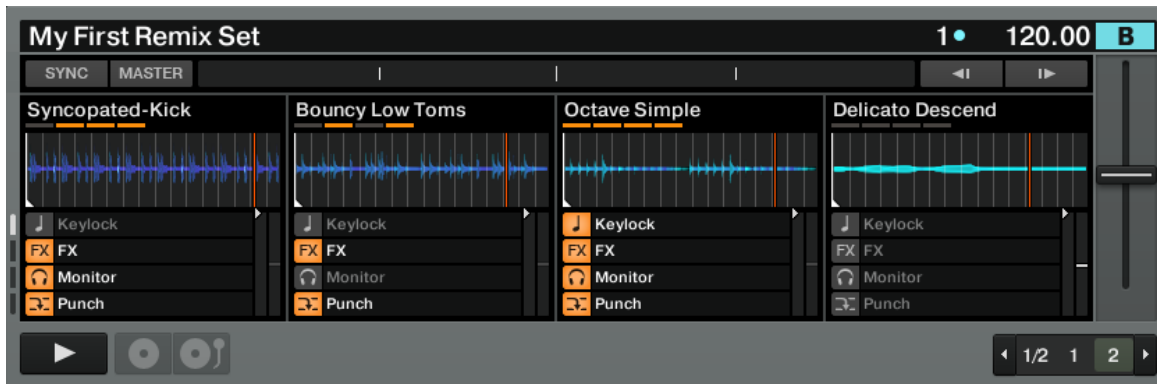 My First Remix Set 1 120.00 B
SYNC MASTER
Syncopated-Kick Bouncy Low Toms Octave Simple Delicato Descend
Keylock Keylock Keylock Keylock
FX FX FX FX FX FX FX FX
Monitor Monitor Monitor Monitor
Punch Punch Punch Punch
1/2 1 2